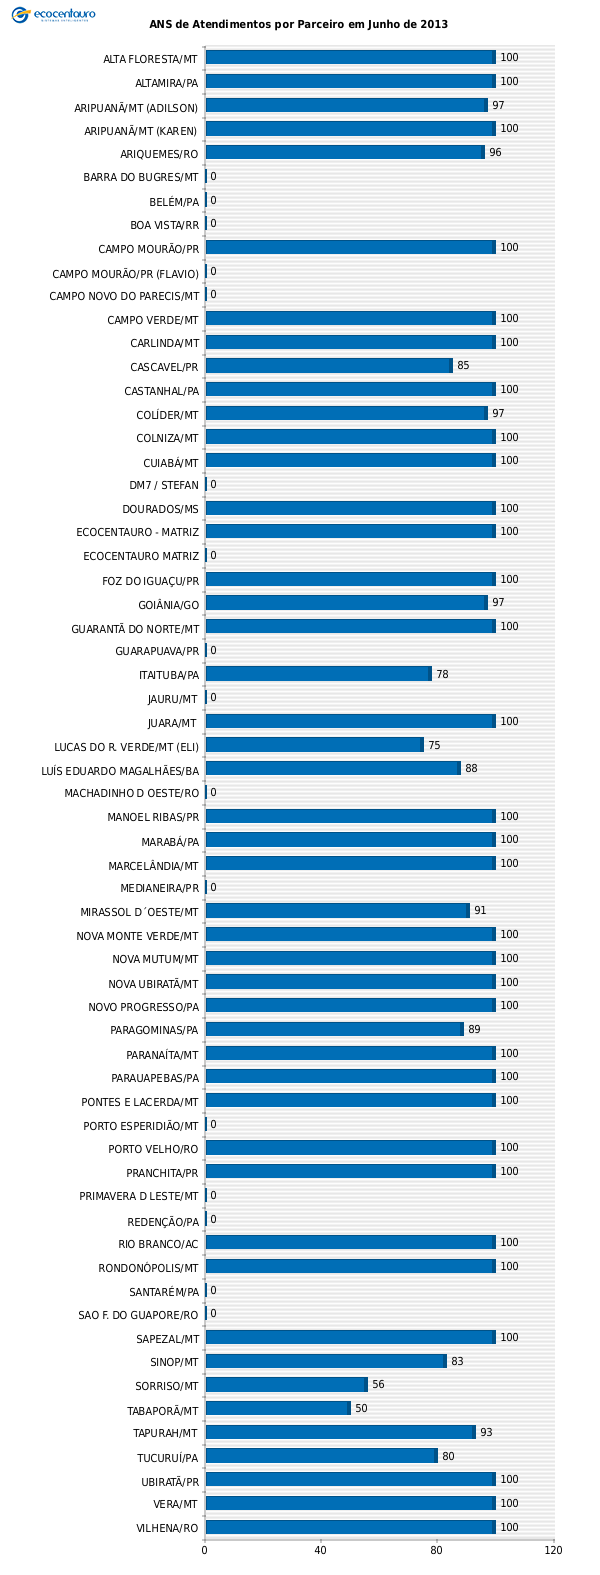 ecocentauro
ANS de Atendimentos por Parceiro em Junho de 2013
ALTA FLORESTA/MT 100
ALTAMIRA/PA 100
ARIPUANÃ/MT (ADILSON) 97
ARIPUANÃ/MT (KAREN) 100
ARIQUEMES/RO 96
BARRA DO BUGRES/MT 0
BELÉM/PA 0
BOA VISTA/RR 0
CAMPO MOURÃO/PR 100
CAMPO MOURÃO/PR (FLAVIO) 0
CAMPO NOVO DO PARECIS/MT 0
CAMPO VERDE/MT 100
CARLINDA/MT 100
CASCAVEL/PR 85
CASTANHAL/PA 100
COLÍDER/MT 97
COLNIZA/MT 100
CUIABÁ/MT 100
DM7 / STEFAN 0
DOURADOS/MS 100
ECOCENTAURO - MATRIZ 100
ECOCENTAURO MATRIZ 0
FOZ DO IGUAÇU/PR 100
GOIÂNIA/GO 97
GUARANTÃ DO NORTE/MT 100
GUARAPUAVA/PR 0
ITAITUBA/PA 78
JAURU/MT 0
JUARA/MT 100
LUCAS DO R. VERDE/MT (ELI) 75
LUÍS EDUARDO MAGALHÃES/BA 88
MACHADINHO D OESTE/RO 0
MANOEL RIBAS/PR 100
MARABÁ/PA 100
MARCELÂNDIA/MT 100
MEDIANEIRA/PR 0
MIRASSOL D´OESTE/MT 91
NOVA MONTE VERDE/MT 100
NOVA MUTUM/MT 100
NOVA UBIRATÃ/MT 100
NOVO PROGRESSO/PA 100
PARAGOMINAS/PA 89
PARANAÍTA/MT 100
PARAUAPEBAS/PA 100
PONTES E LACERDA/MT 100
PORTO ESPERIDIÃO/MT 0
PORTO VELHO/RO 100
PRANCHITA/PR 100
PRIMAVERA D LESTE/MT 0
REDENÇÃO/PA 0
RIO BRANCO/AC 100
RONDONÓPOLIS/MT 100
SANTARÉM/PA 0
SAO F. DO GUAPORE/RO 0
SAPEZAL/MT 100
SINOP/MT 83
SORRISO/MT 56
TABAPORÃ/MT 50
TAPURAH/MT 93
TUCURUÍ/PA 80
UBIRATÃ/PR 100
VERA/MT 100
VILHENA/RO 100
0 40 80 120